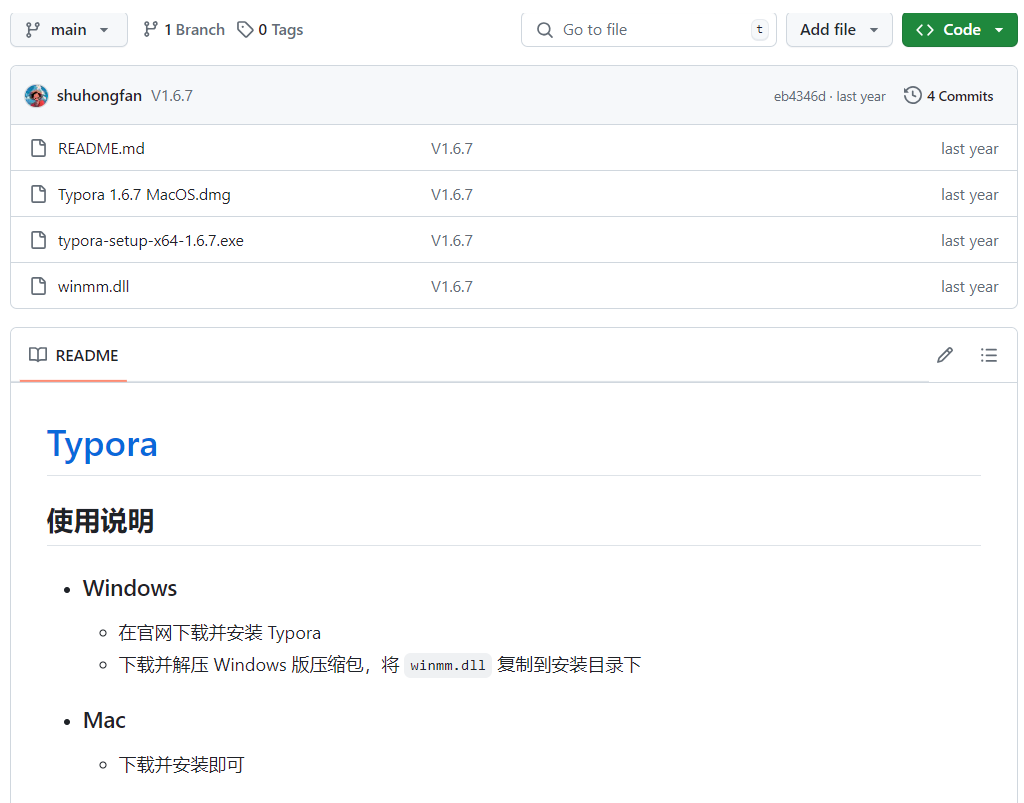 main 1 Branch 0 Tags Go to file t Add file Code
shuhongfan V1.6.7 eb4346d · last year 4 Commits
README.md V1.6.7 last year
Typora 1.6.7 MacOS.dmg V1.6.7 last year
typora-setup-x64-1.6.7.exe V1.6.7 last year
winmm.dll V1.6.7 last year
README
Typora
使用说明
Windows
在官网下载并安装 Typora
下载并解压 Windows 版压缩包，将 winmm.dll 复制到安装目录下
Mac
下载并安装即可